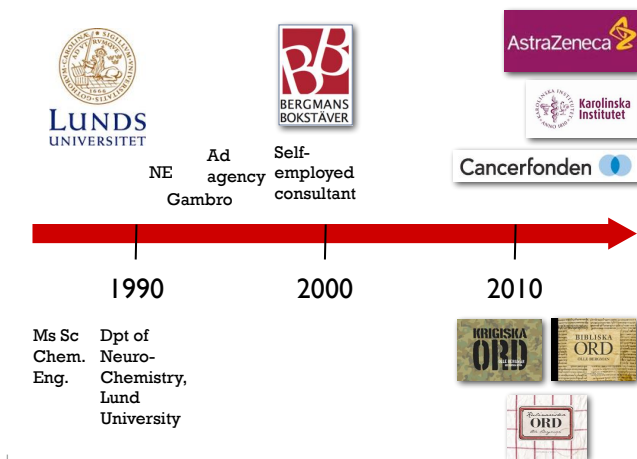 LUNDS
UNIVERSITET
BB
BERGMANS
BOKSTÄVER
AstraZeneca
Karolinska
Institutet
Cancerfonden
NE
Gambro
Ad
agency
Self-
employed
consultant
1990
2000
2010
Ms Sc
Chem.
Eng.
Dpt of
Neuro-
Chemistry,
Lund
University
KRIGISKA
ORD
BIBLISKA
ORD
ORD